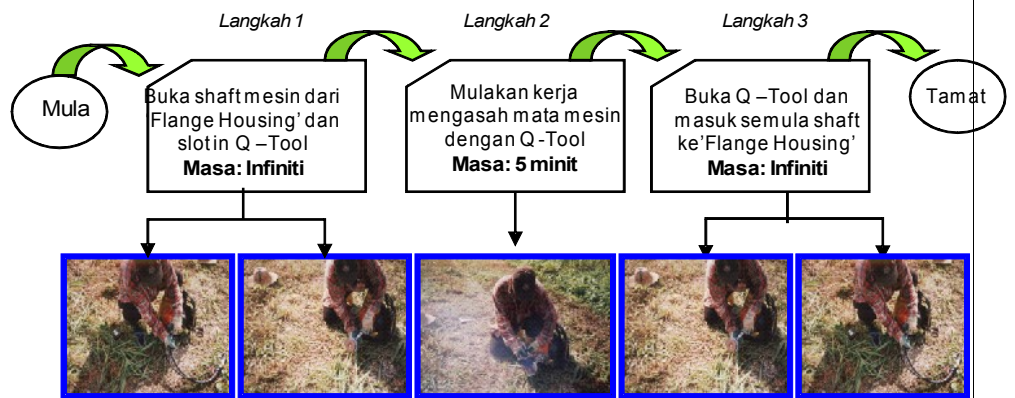 Langkah 1
Langkah 2
Langkah 3
Mula
Buka shaft mesin dari
'Flange Housing' dan
slot in Q –Tool
Masa: Infiniti
Mulakan kerja
mengasah mata mesin
dengan Q -Tool
Masa: 5 minit
Buka Q –Tool dan
masuk semula shaft
ke'Flange Housing'
Masa: Infiniti
Tamat